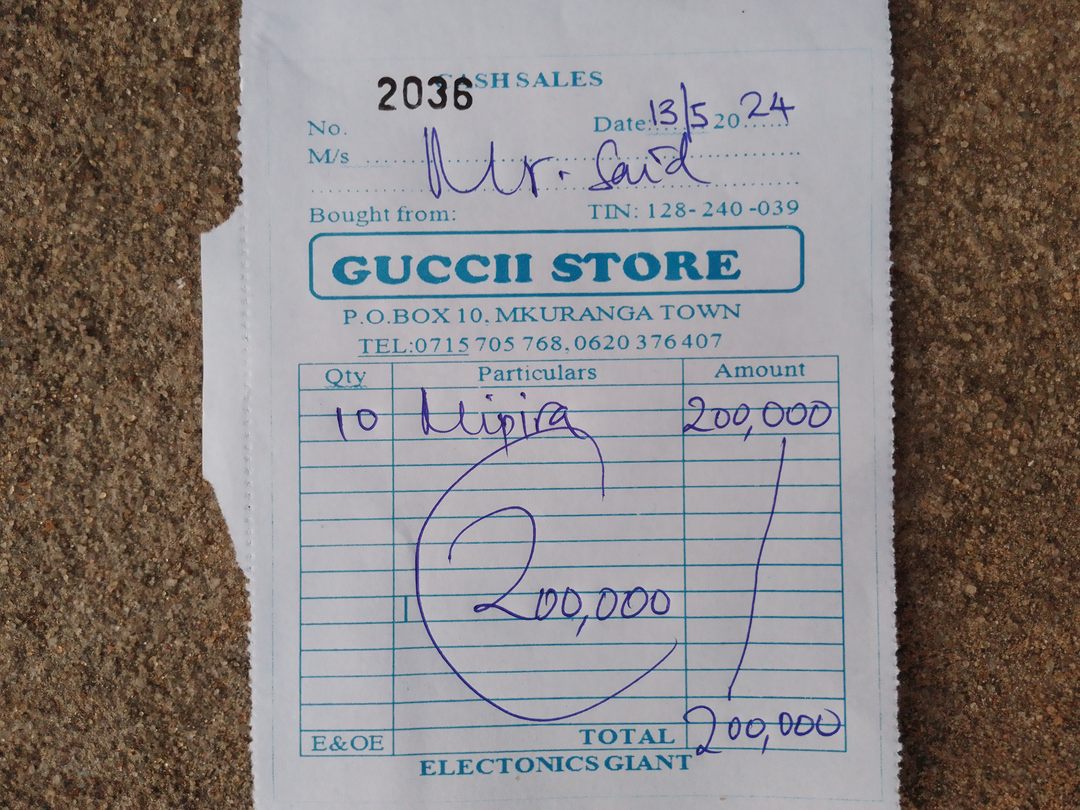 CASH SALES
2036
No. Date: 13/5 2024
M/s Mr. Said
Bought from: TIN: 128-240-039
GUCCII STORE
P.O.BOX 10, MKURANGA TOWN
TEL:0715 705 768, 0620 376 407
Qty Particulars Amount
10 Mipira 200,000
200,000
E&OE TOTAL 200,000
ELECTONICS GIANT